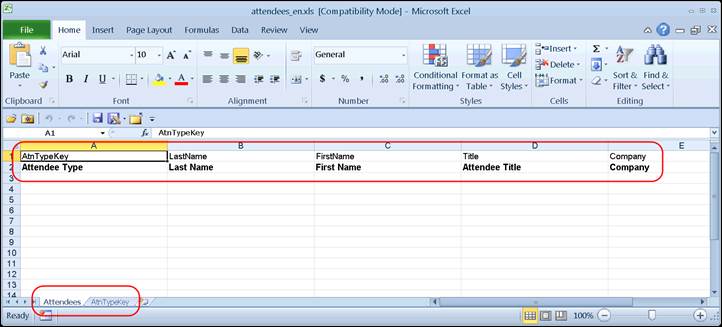 attendees_en.xls [Compatibility Mode] - Microsoft Excel
File Home Insert Page Layout Formulas Data Review View
Paste Arial 10 A A General Conditional Formatting Format as Table Cell Styles Insert Delete Format Sort & Filter Find & Select
B I U A $ % ,
Clipboard Font Alignment Number Styles Cells Editing
A1 fx AtnTypeKey
A B C D E
1 AtnTypeKey LastName FirstName Title Company
2 Attendee Type Last Name First Name Attendee Title Company
3
4
5
6
7
8
9
10
11
12
13
14
Attendees AtnTypeKey
Ready 100%